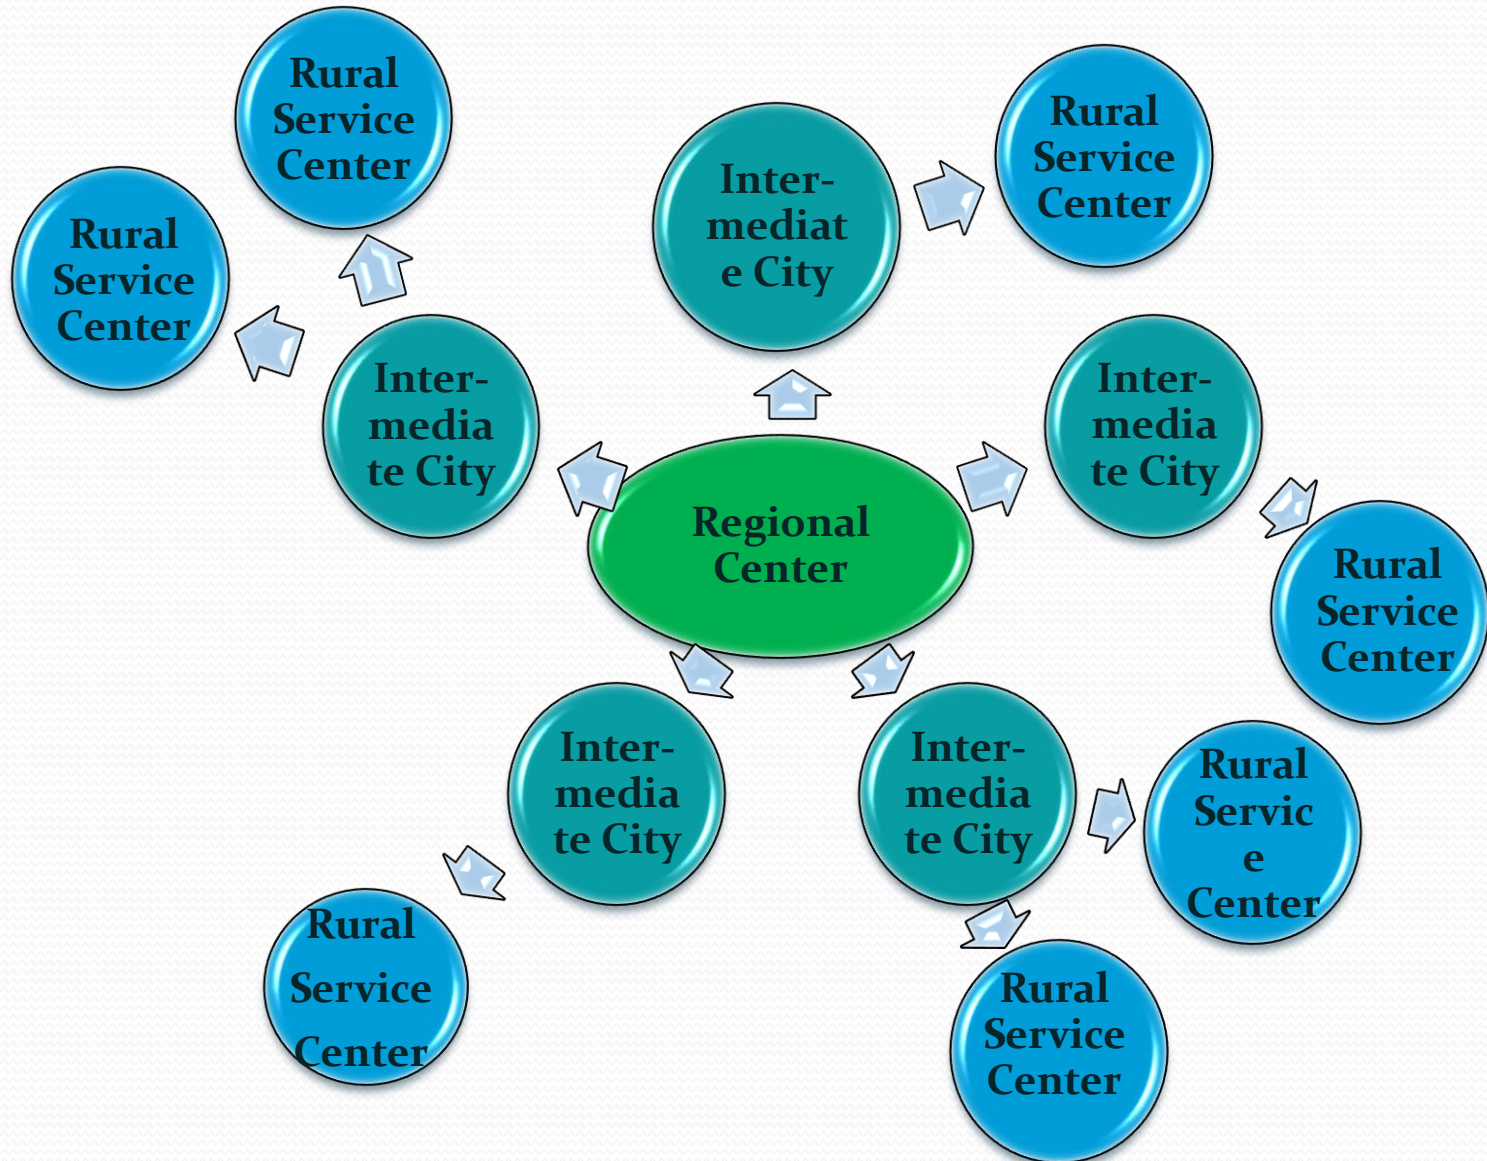 Rural
Service
Center
Rural
Service
Center
Inter-
mediat
e City
Rural
Service
Center
Inter-
media
te City
Inter-
media
te City
Regional
Center
Rural
Service
Center
Inter-
media
te City
Inter-
media
te City
Rural
Servic
e
Center
Rural
Service
Center
Rural
Service
Center